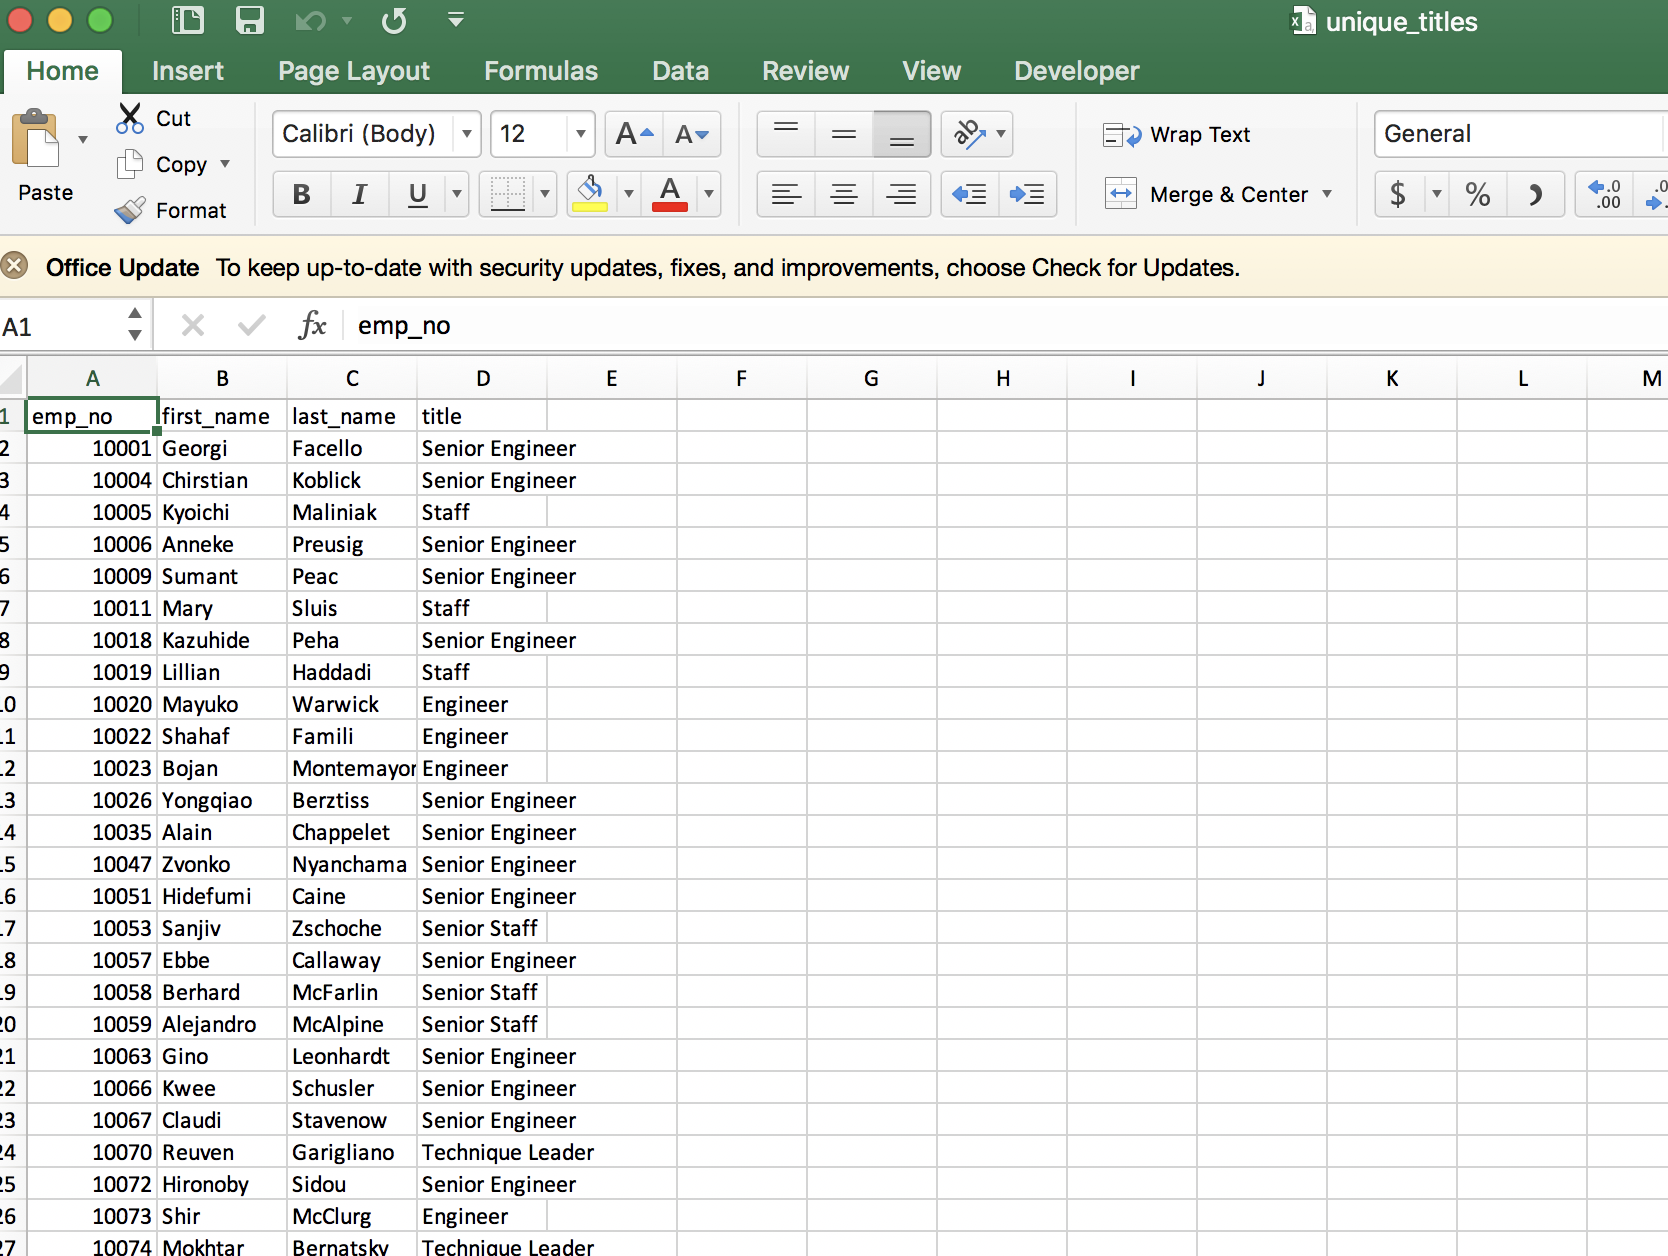 unique_titles
Home Insert Page Layout Formulas Data Review View Developer
Paste
Cut
Copy
Format
Calibri (Body) 12 A A
B I U A
ab
Wrap Text
Merge & Center
General
$ % .0 .00 .0
Office Update To keep up-to-date with security updates, fixes, and improvements, choose Check for Updates.
A1 fx emp_no
A B C D E F G H I J K L M
1 emp_no first_name last_name title
2 10001 Georgi Facello Senior Engineer
3 10004 Chirstian Koblick Senior Engineer
4 10005 Kyoichi Maliniak Staff
5 10006 Anneke Preusig Senior Engineer
6 10009 Sumant Peac Senior Engineer
7 10011 Mary Sluis Staff
8 10018 Kazuhide Peha Senior Engineer
9 10019 Lillian Haddadi Staff
10 10020 Mayuko Warwick Engineer
11 10022 Shahaf Famili Engineer
12 10023 Bojan Montemayor Engineer
13 10026 Yongqiao Berztiss Senior Engineer
14 10035 Alain Chappelet Senior Engineer
15 10047 Zvonko Nyanchama Senior Engineer
16 10051 Hidefumi Caine Senior Engineer
17 10053 Sanjiv Zschoche Senior Staff
18 10057 Ebbe Callaway Senior Engineer
19 10058 Berhard McFarlin Senior Staff
20 10059 Alejandro McAlpine Senior Staff
21 10063 Gino Leonhardt Senior Engineer
22 10066 Kwee Schusler Senior Engineer
23 10067 Claudi Stavenow Senior Engineer
24 10070 Reuven Garigliano Technique Leader
25 10072 Hironoby Sidou Senior Engineer
26 10073 Shir McClurg Engineer
27 10074 Mokhtar Bernatsky Technique Leader